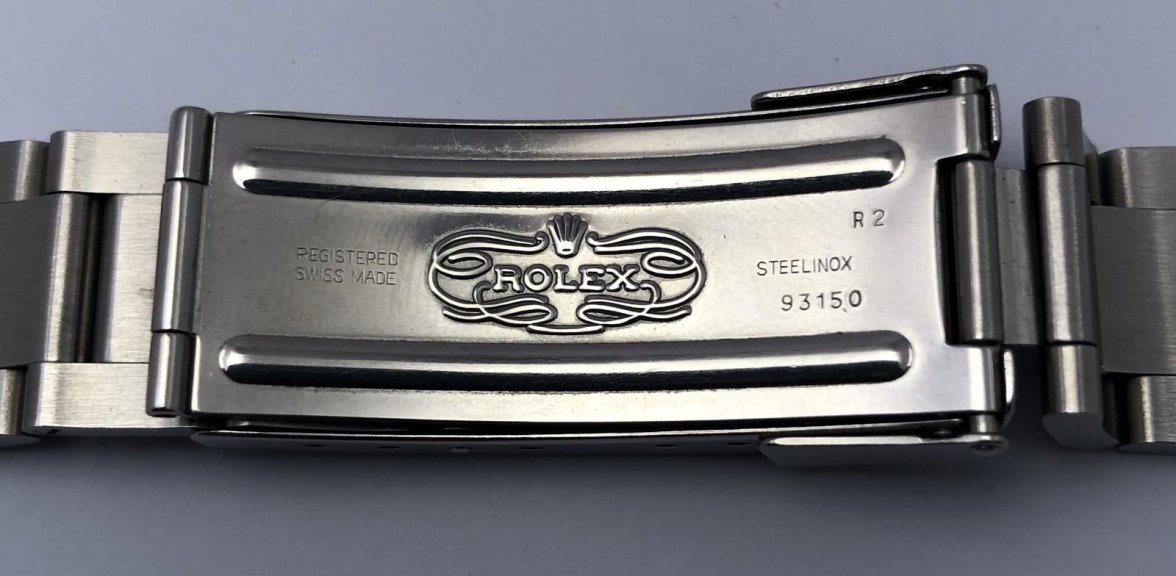 REGISTERED
SWISS MADE
ROLEX
R 2
STEELINOX
93150